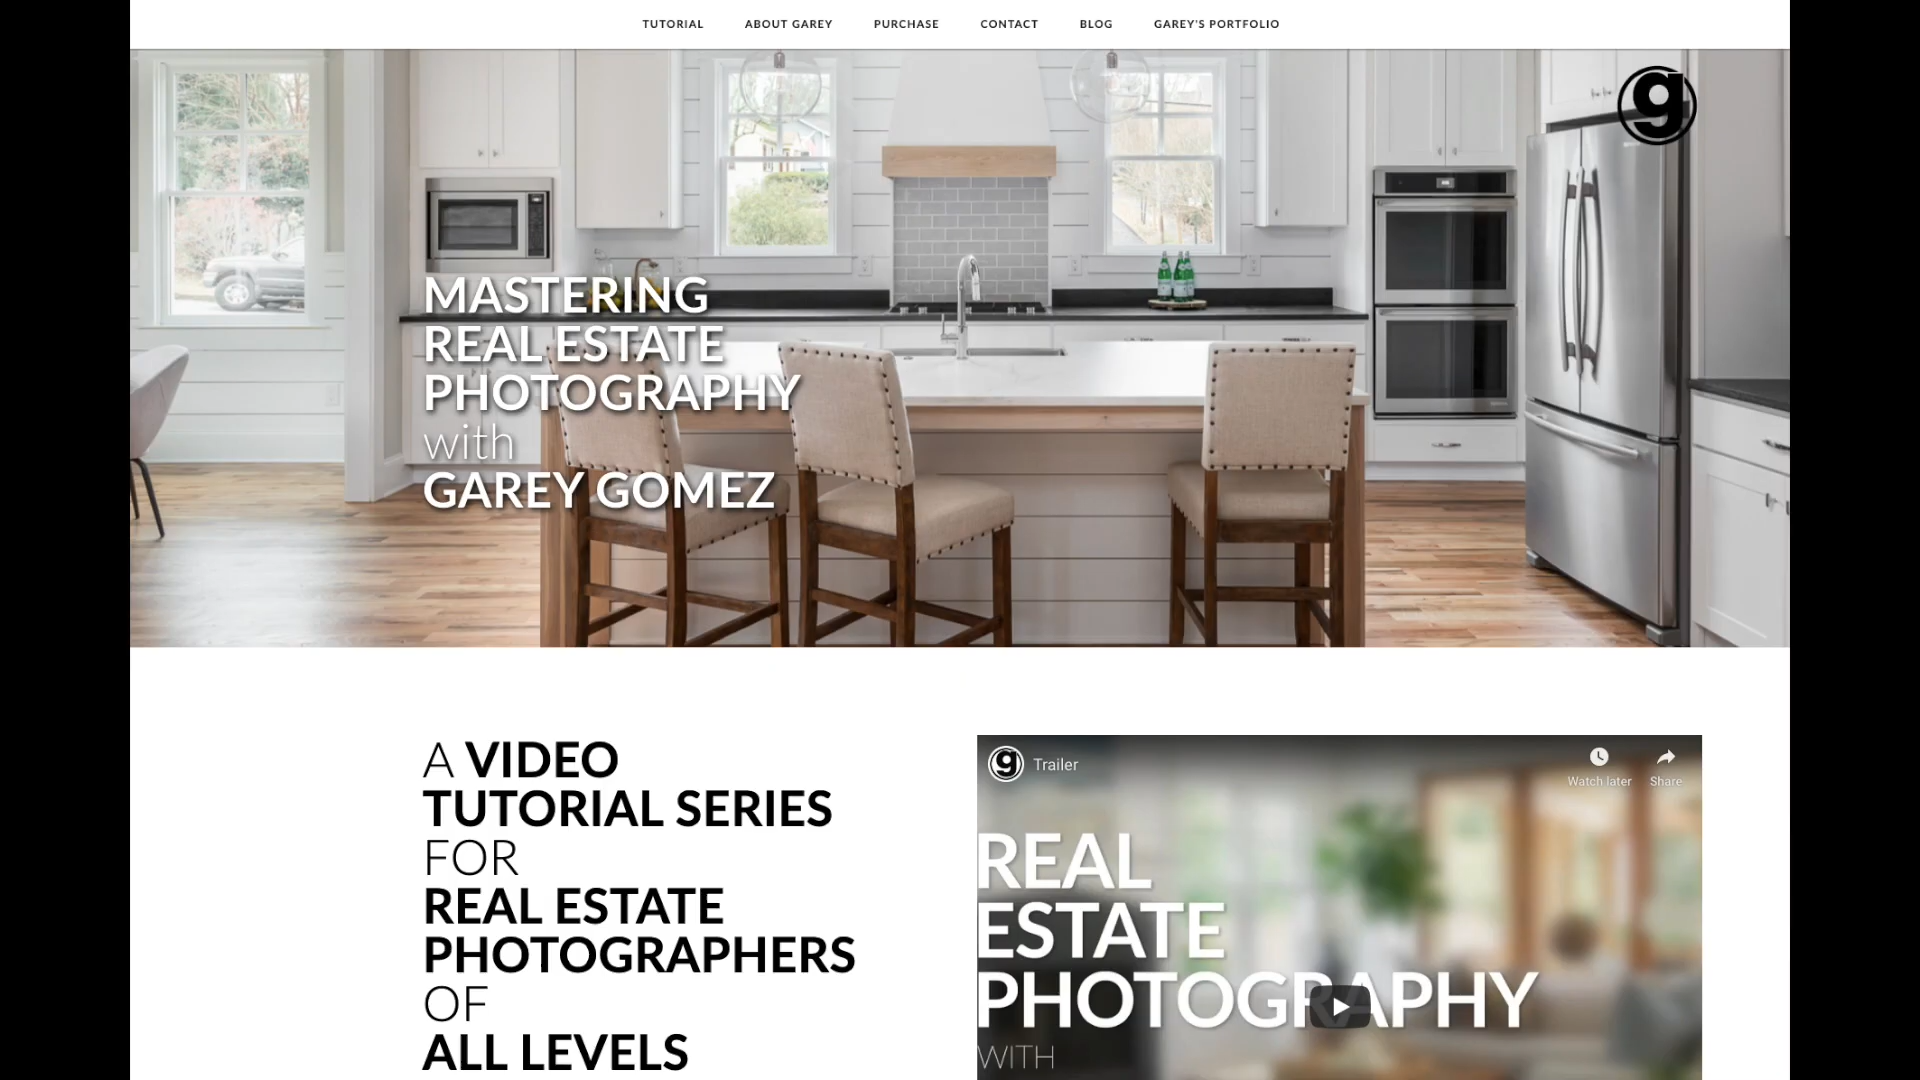 TUTORIAL ABOUT GAREY PURCHASE CONTACT BLOG GAREY'S PORTFOLIO
g
MASTERING
REAL ESTATE
PHOTOGRAPHY
with
GAREY GOMEZ
A VIDEO
TUTORIAL SERIES
FOR
REAL ESTATE
PHOTOGRAPHERS
OF
ALL LEVELS
g Trailer
Watch later Share
REAL
ESTATE
PHOTOGRAPHY
WITH